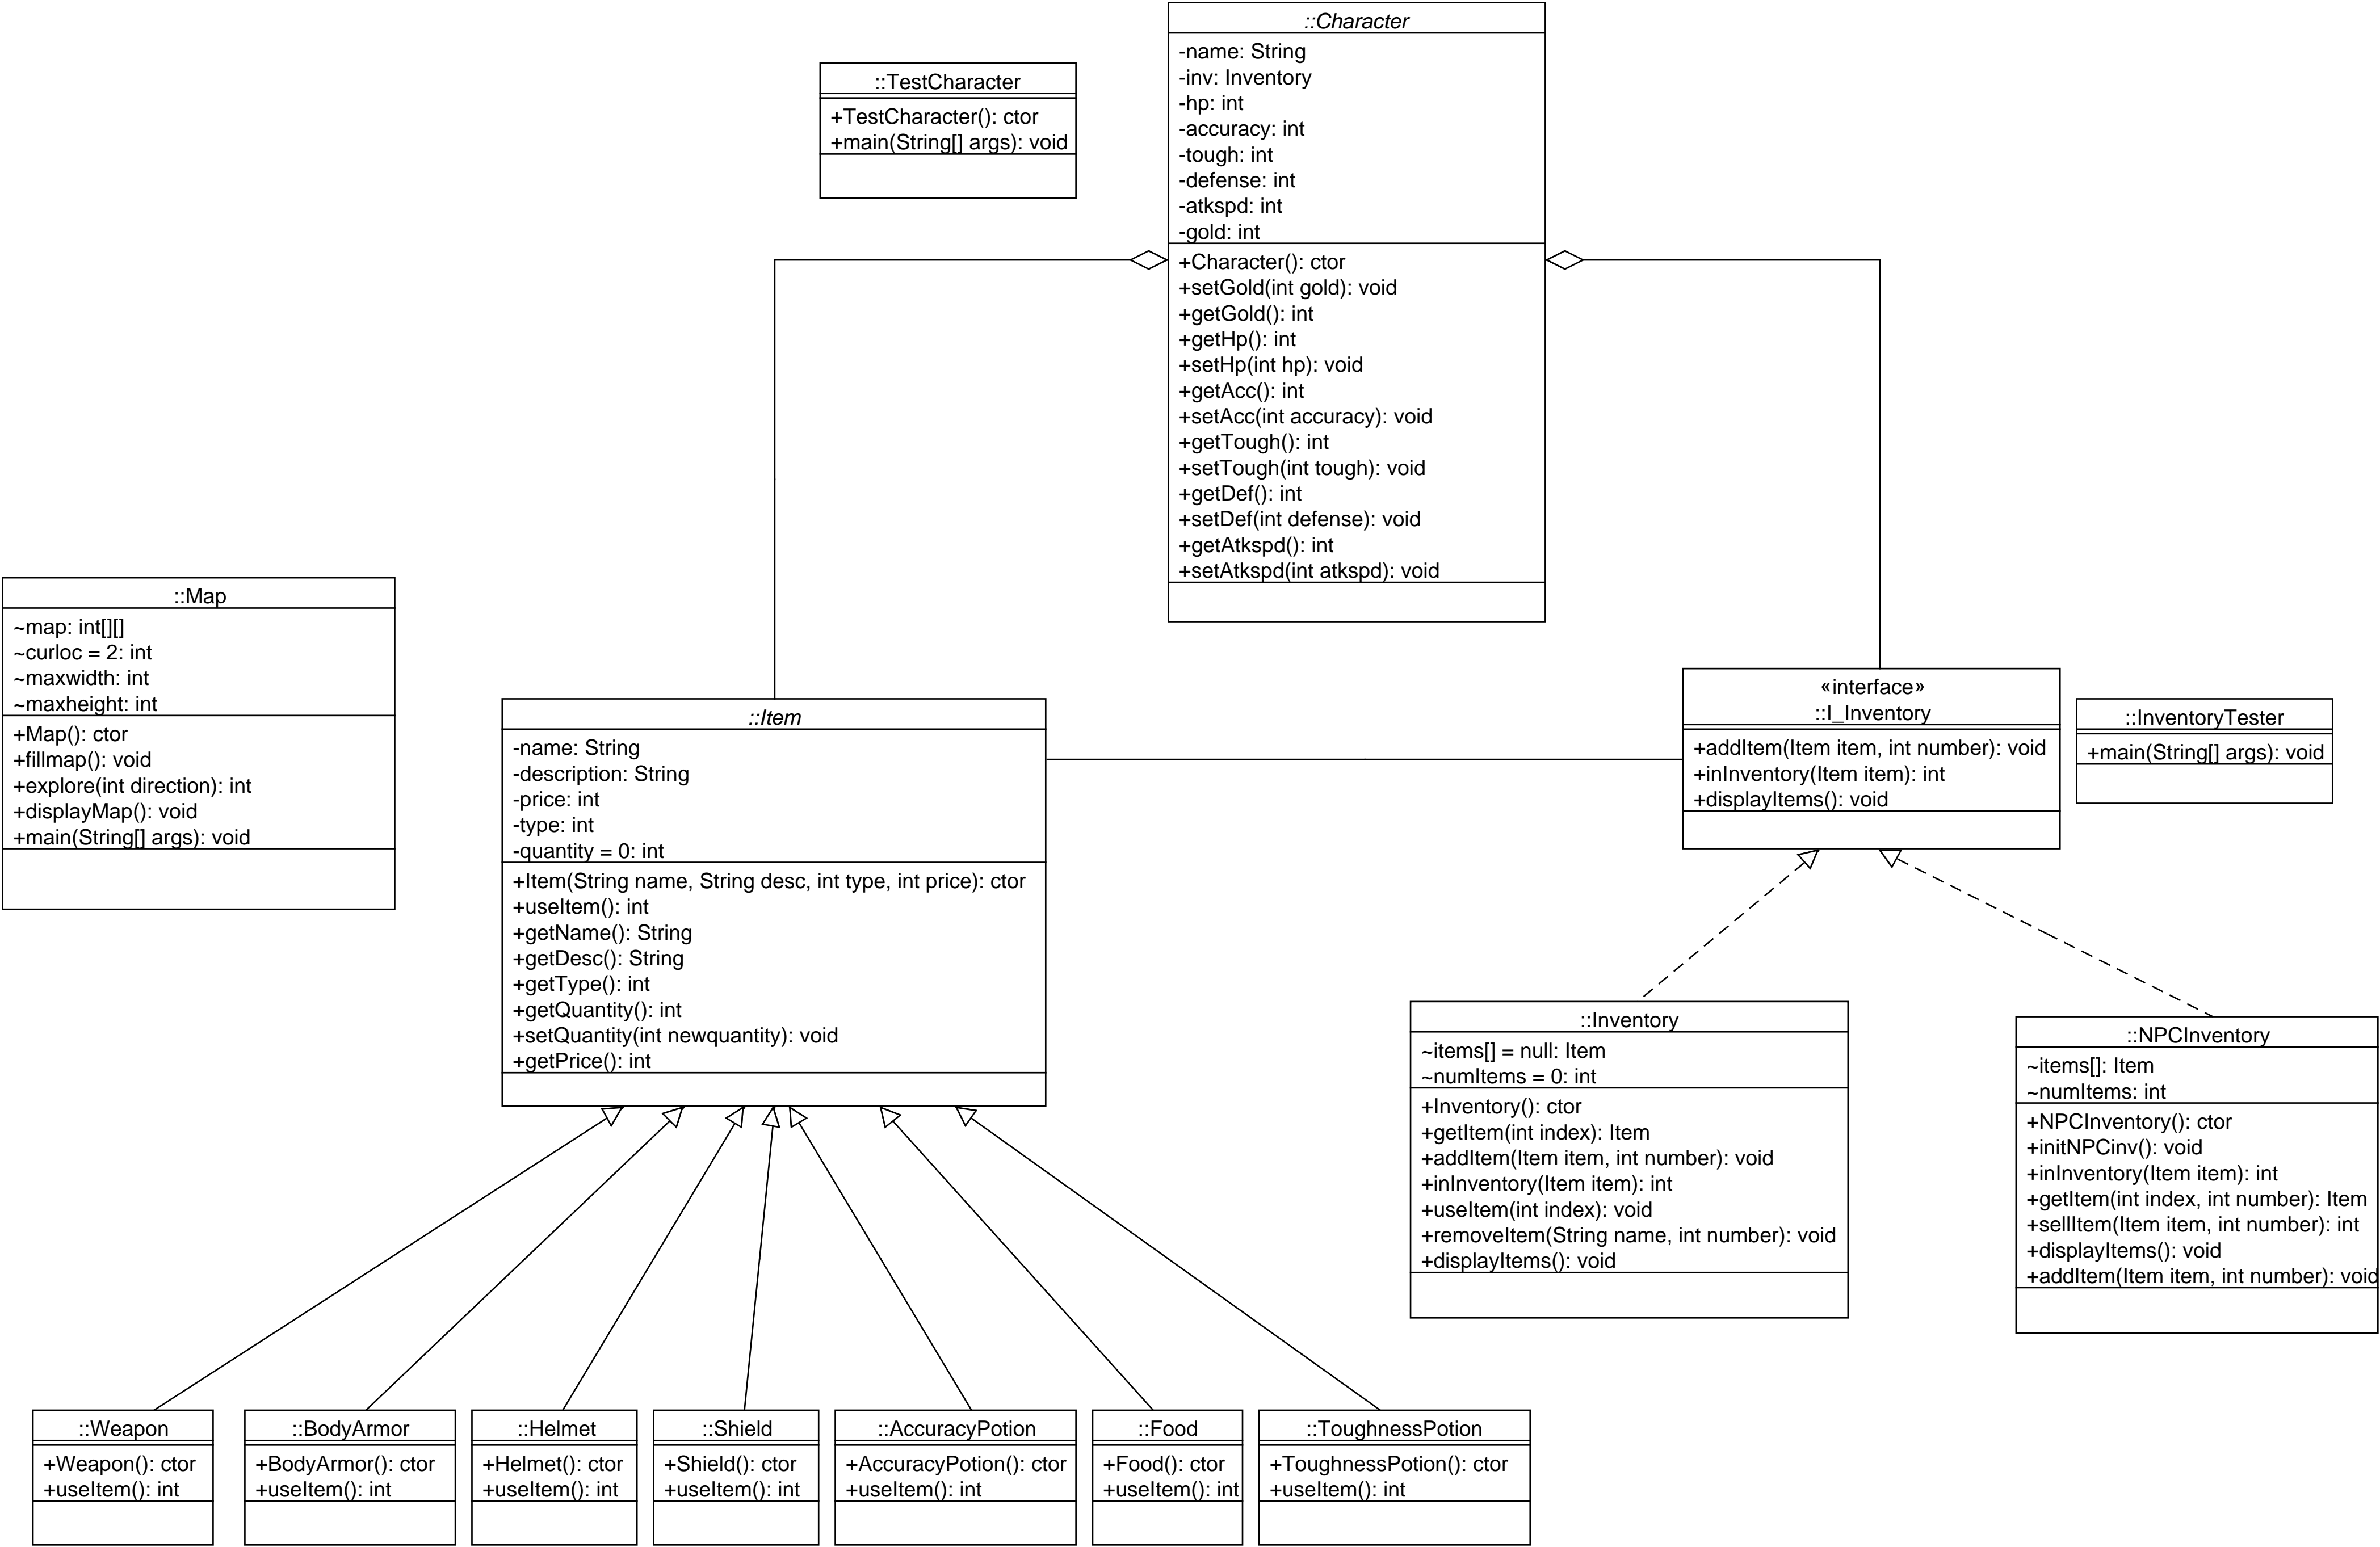 ::Character
-name: String
-inv: Inventory
-hp: int
-accuracy: int
-tough: int
-defense: int
-atkspd: int
-gold: int
+Character(): ctor
+setGold(int gold): void
+getGold(): int
+getHp(): int
+setHp(int hp): void
+getAcc(): int
+setAcc(int accuracy): void
+getTough(): int
+setTough(int tough): void
+getDef(): int
+setDef(int defense): void
+getAtkspd(): int
+setAtkspd(int atkspd): void
::TestCharacter
+TestCharacter(): ctor
+main(String[] args): void
::Map
~map: int[][]
~curloc = 2: int
~maxwidth: int
~maxheight: int
+Map(): ctor
+fillmap(): void
+explore(int direction): int
+displayMap(): void
+main(String[] args): void
::Item
-name: String
-description: String
-price: int
-type: int
-quantity = 0: int
+Item(String name, String desc, int type, int price): ctor
+useItem(): int
+getName(): String
+getDesc(): String
+getType(): int
+getQuantity(): int
+setQuantity(int newquantity): void
+getPrice(): int
«interface»
::I_Inventory
+addItem(Item item, int number): void
+inInventory(Item item): int
+displayItems(): void
::InventoryTester
+main(String[] args): void
::Inventory
~items[] = null: Item
~numItems = 0: int
+Inventory(): ctor
+getItem(int index): Item
+addItem(Item item, int number): void
+inInventory(Item item): int
+useItem(int index): void
+removeItem(String name, int number): void
+displayItems(): void
::NPCInventory
~items[]: Item
~numItems: int
+NPCInventory(): ctor
+initNPCinv(): void
+inInventory(Item item): int
+getItem(int index, int number): Item
+sellItem(Item item, int number): int
+displayItems(): void
+addItem(Item item, int number): void
::Weapon
+Weapon(): ctor
+useItem(): int
::BodyArmor
+BodyArmor(): ctor
+useItem(): int
::Helmet
+Helmet(): ctor
+useItem(): int
::Shield
+Shield(): ctor
+useItem(): int
::AccuracyPotion
+AccuracyPotion(): ctor
+useItem(): int
::Food
+Food(): ctor
+useItem(): int
::ToughnessPotion
+ToughnessPotion(): ctor
+useItem(): int